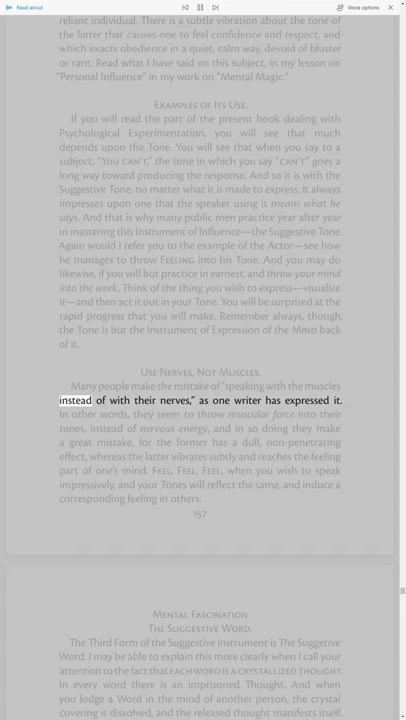 Read aloud
Voice options
reliant individual. There is a subtle vibration about the tone of
the latter that causes one to feel confidence and respect, and
which exacts obedience in a quiet, calm way, devoid of bluster
or rant. Read what I have said on this subject, in my lesson on
"Personal Influence" in my work on "Mental Magic."
Examples of Its Use.
If you will read the part of the present book dealing with
Psychological Experimentation, you will see that much
depends upon the Tone. You will see that when you say to a
subject, "You can't," the tone in which you say "can't" goes a
long way toward producing the response. And so it is with the
Suggestive Tone, no matter what it is made to express. It always
impresses upon one that the speaker using it means what he
says. And that is why many public men practice year after year
in mastering this Instrument of Influence—the Suggestive Tone.
Again would I refer you to the example of the Actor—see how
he manages to throw Feeling into his Tone. And you may do
likewise, if you will but practice in earnest, and throw your mind
into the work. Think of the thing you wish to express—visualize
it—and then act it out in your Tone. You will be surprised at the
rapid progress that you will make. Remember always, though,
the Tone is but the Instrument of Expression of the Mind back
of it.
Use Nerves, Not Muscles.
Many people make the mistake of "speaking with the muscles
instead of with their nerves," as one writer has expressed it.
In other words, they seem to throw muscular force into their
tones, instead of nervous energy, and in so doing they make
a great mistake, for the former has a dull, non-penetrating
effect, whereas the latter vibrates subtly and reaches the feeling
part of one's mind. Feel, Feel, Feel, when you wish to speak
impressively, and your Tones will reflect the same, and induce a
corresponding feeling in others.
157
Mental Fascination
The Suggestive Word.
The Third Form of the Suggestive Instrument is The Suggetive
Word. I may be able to explain this more clearly when I call your
attention to the fact that each word is a crystallized thought.
In every word there is an imprisoned Thought. And when
you lodge a Word in the mind of another person, the crystal
covering is dissolved, and the released thought manifests itself.